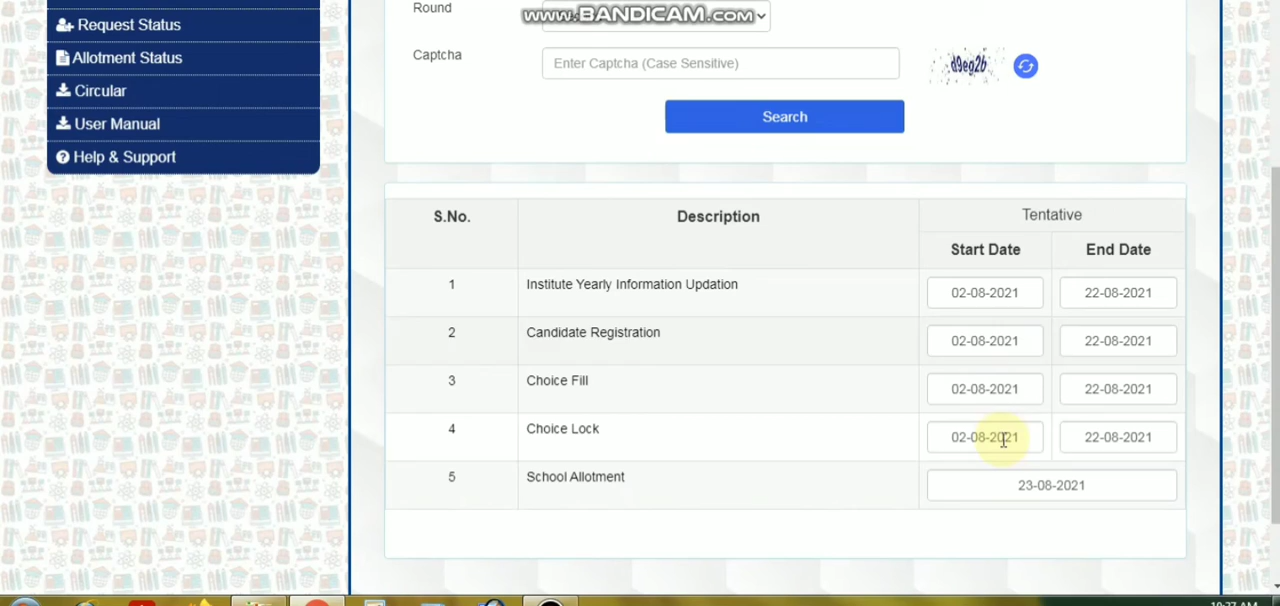 Round
www.BANDICAM.com
Request Status
Allotment Status
Captcha
Enter Captcha (Case Sensitive)
d9eg2b
Circular
Search
User Manual
Help & Support
S.No.
Description
Tentative
Start Date
End Date
1
Institute Yearly Information Updation
02-08-2021
22-08-2021
2
Candidate Registration
02-08-2021
22-08-2021
3
Choice Fill
02-08-2021
22-08-2021
4
Choice Lock
02-08-2021
22-08-2021
5
School Allotment
23-08-2021